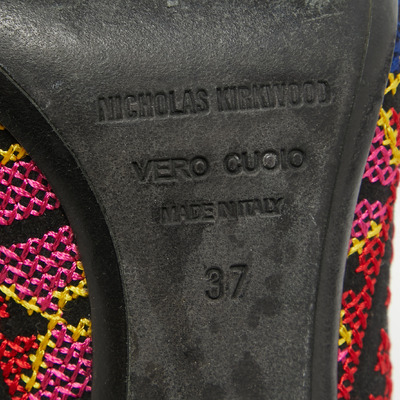 NICHOLAS KIRKWOOD
VERO CUOIO
MADE IN ITALY
37